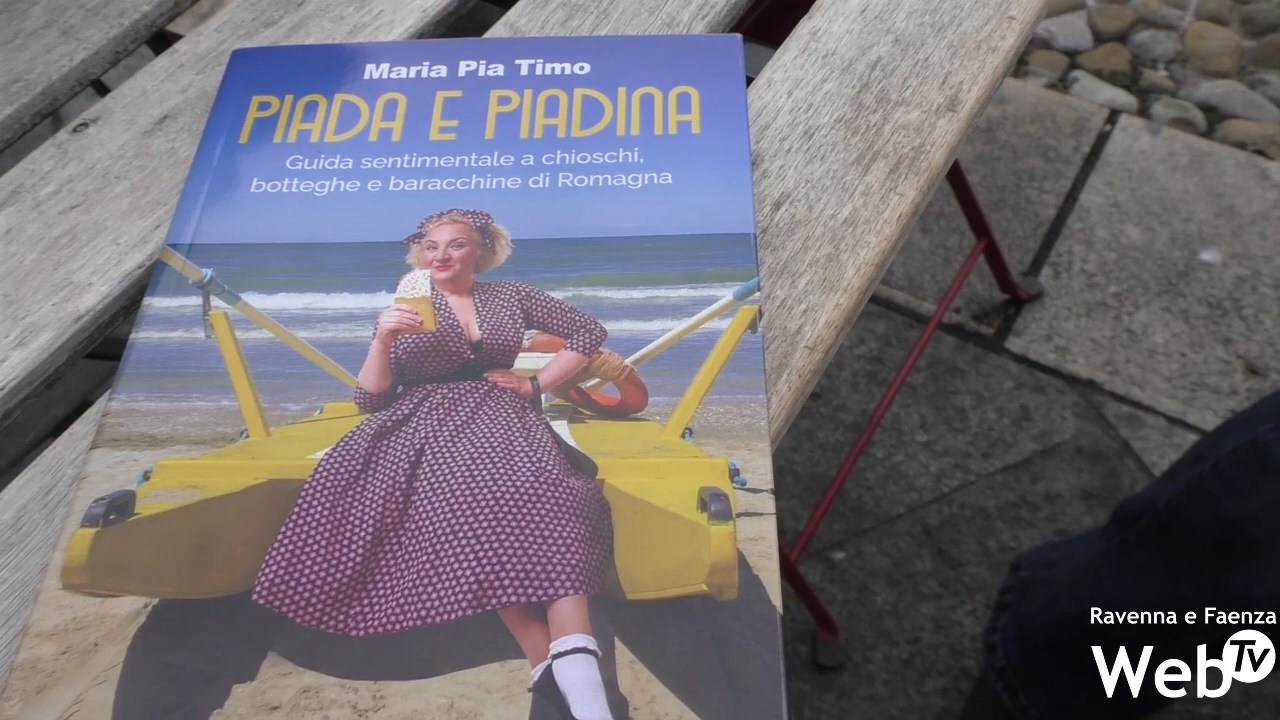 Maria Pia Timo
PIADA E PIADINA
Guida sentimentale a chioschi,
botteghe e baracchine di Romagna
Ravenna e Faenza
Web Tv